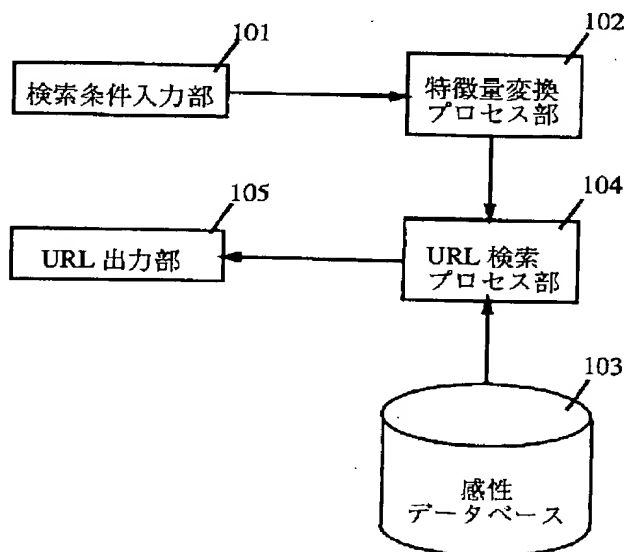 101
検索条件入力部
102
特徴量変換
プロセス部
105
URL 出力部
104
URL 検索
プロセス部
103
感性
データベース